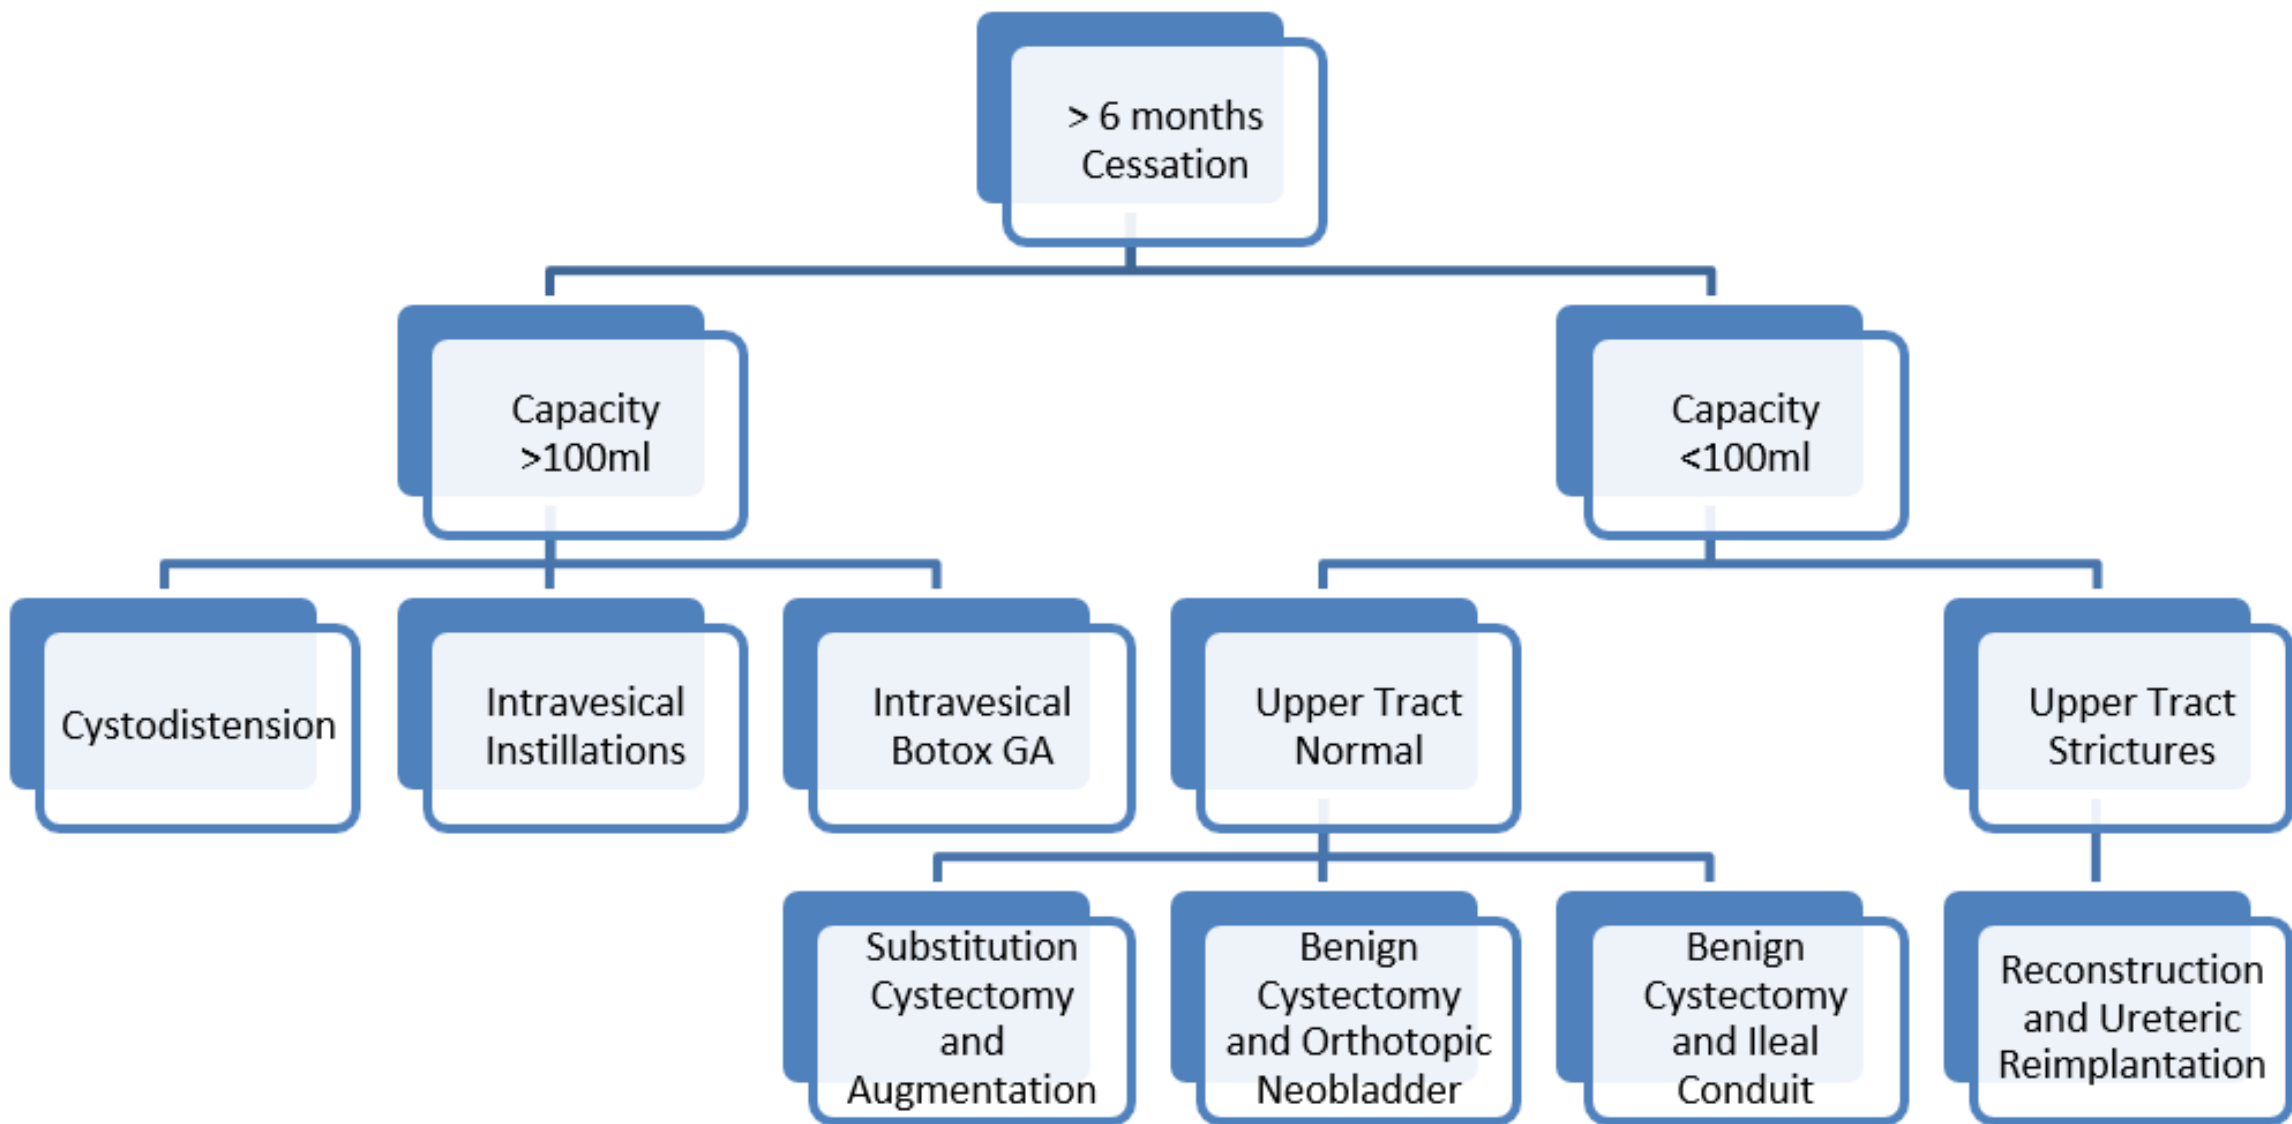 > 6 months
Cessation
Capacity
>100ml
Capacity
<100ml
Cystodistension
Intravesical
Instillations
Intravesical
Botox GA
Upper Tract
Normal
Upper Tract
Strictures
Substitution
Cystectomy
and
Augmentation
Benign
Cystectomy
and Orthotopic
Neobladder
Benign
Cystectomy
and Ileal
Conduit
Reconstruction
and Ureteric
Reimplantation